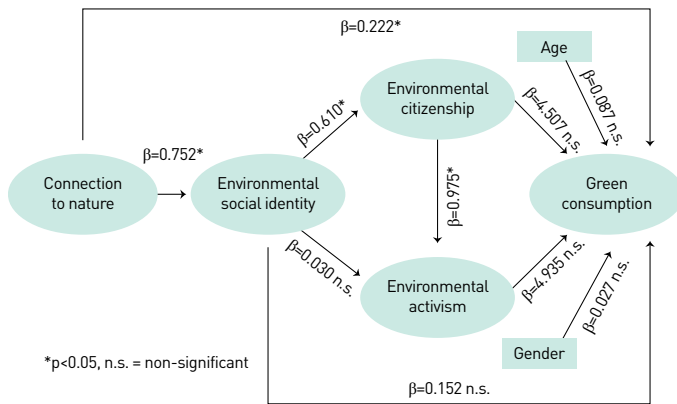 β=0.222*
Age
Environmental
citizenship
β=0.087 n.s.
β=4.507 n.s.
β=0.610*
β=0.752*
Connection
to nature
Environmental
social identity
β=0.975*
Green
consumption
β=0.030 n.s.
Environmental
activism
β=4.935 n.s.
β=0.027 n.s.
Gender
*p<0.05, n.s. = non-significant
β=0.152 n.s.